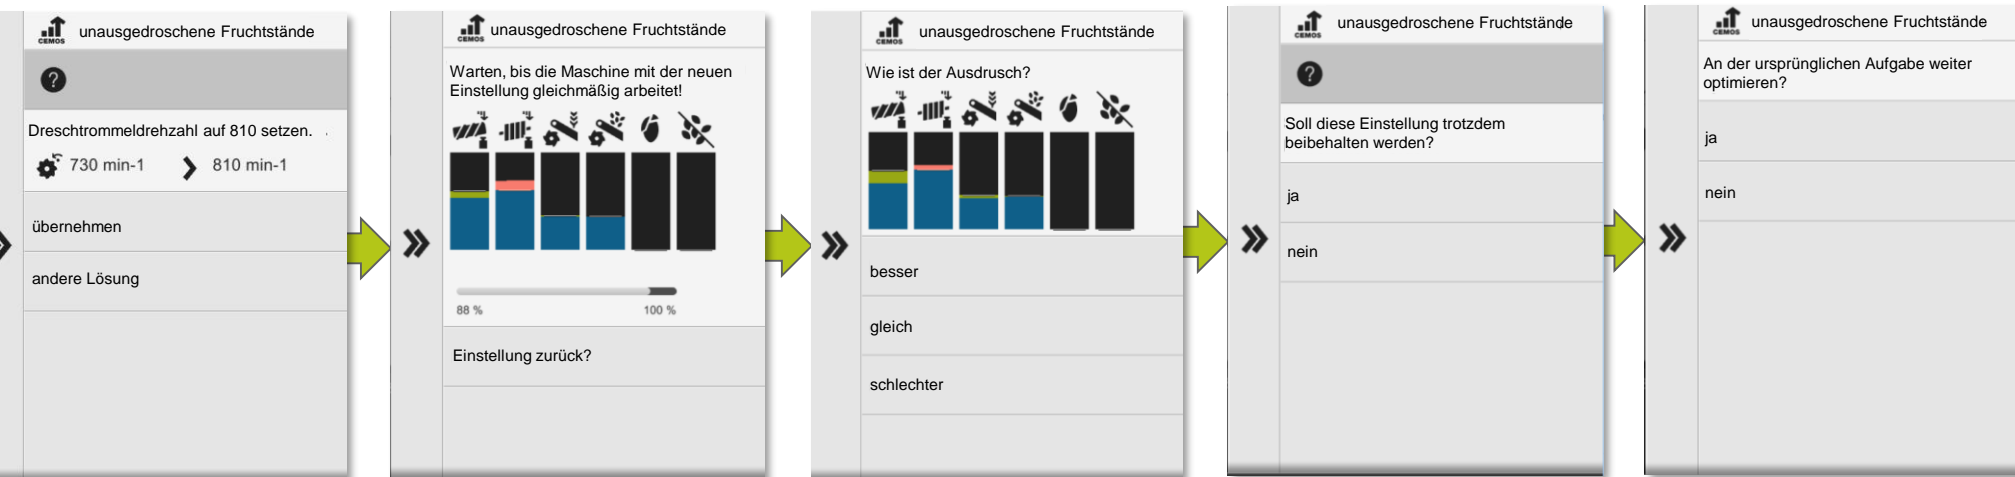 CEMOS
unausgedroschene Fruchtstände
Dreschtrommeldrehzahl auf 810 setzen.
730 min-1
810 min-1
übernehmen
andere Lösung
CEMOS
unausgedroschene Fruchtstände
Warten, bis die Maschine mit der neuen
Einstellung gleichmäßig arbeitet!
88 %
100 %
Einstellung zurück?
CEMOS
unausgedroschene Fruchtstände
Wie ist der Ausdrusch?
besser
gleich
schlechter
CEMOS
unausgedroschene Fruchtstände
Soll diese Einstellung trotzdem
beibehalten werden?
ja
nein
CEMOS
unausgedroschene Fruchtstände
An der ursprünglichen Aufgabe weiter
optimieren?
ja
nein